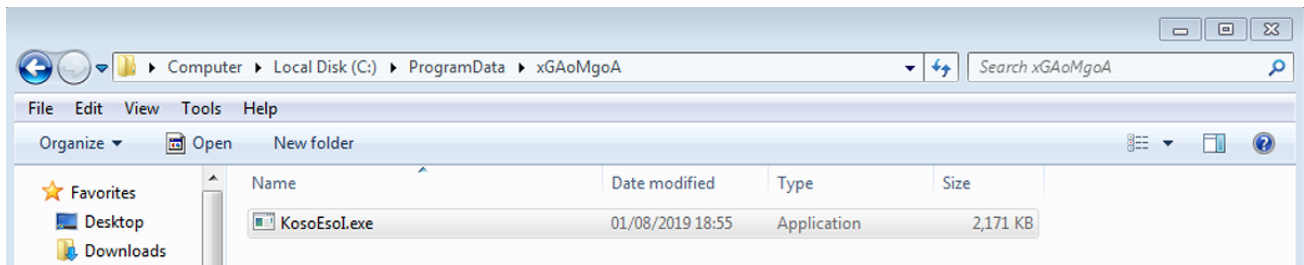 Computer Local Disk (C:) ProgramData xGAoMgoA Search xGAoMgoA
File Edit View Tools Help
Organize Open New folder
Favorites Name Date modified Type Size
Desktop KosoEsoI.exe 01/08/2019 18:55 Application 2,171 KB
Downloads